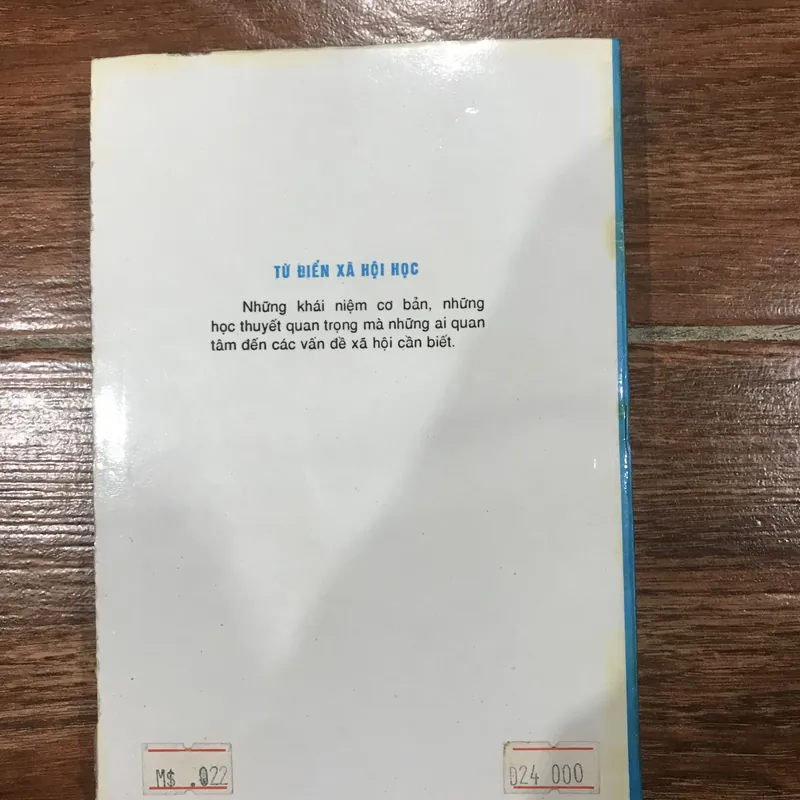 TỪ ĐIỂN XÃ HỘI HỌC
Những khái niệm cơ bản, những
học thuyết quan trọng mà những ai quan
tâm đến các vấn đề xã hội cần biết.
M$ .022
024 000